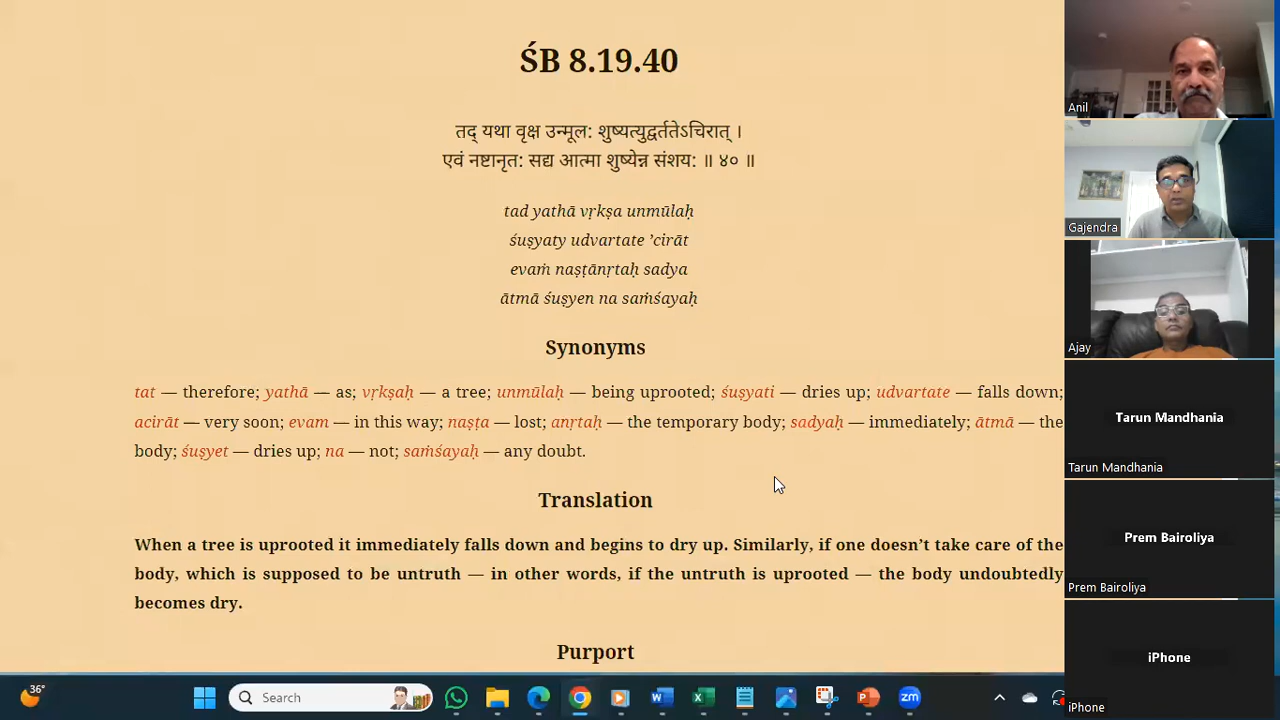 ŚB 8.19.40
तद् यथा वृक्ष उन्मूल: शुष्यत्युद्वर्ततेऽचिरात् ।
एवं नष्टानृत: सद्य आत्मा शुष्येन्न संशय: ॥ ४० ॥
tad yathā vṛkṣa unmūlaḥ
śuṣyaty udvartate ’cirāt
evaṁ naṣṭānṛtaḥ sadya
ātmā śuṣyen na saṁśayaḥ
Synonyms
tat — therefore; yathā — as; vṛkṣaḥ — a tree; unmūlaḥ — being uprooted; śuṣyati — dries up; udvartate — falls down;
acirāt — very soon; evam — in this way; naṣṭa — lost; anṛtaḥ — the temporary body; sadyaḥ — immediately; ātmā — the
body; śuṣyet — dries up; na — not; saṁśayaḥ — any doubt.
Translation
When a tree is uprooted it immediately falls down and begins to dry up. Similarly, if one doesn’t take care of the
body, which is supposed to be untruth — in other words, if the untruth is uprooted — the body undoubtedly
becomes dry.
Purport
Anil
Gajendra
Ajay
Tarun Mandhania
Tarun Mandhania
Prem Bairoliya
Prem Bairoliya
iPhone
iPhone
36°
Search
zm